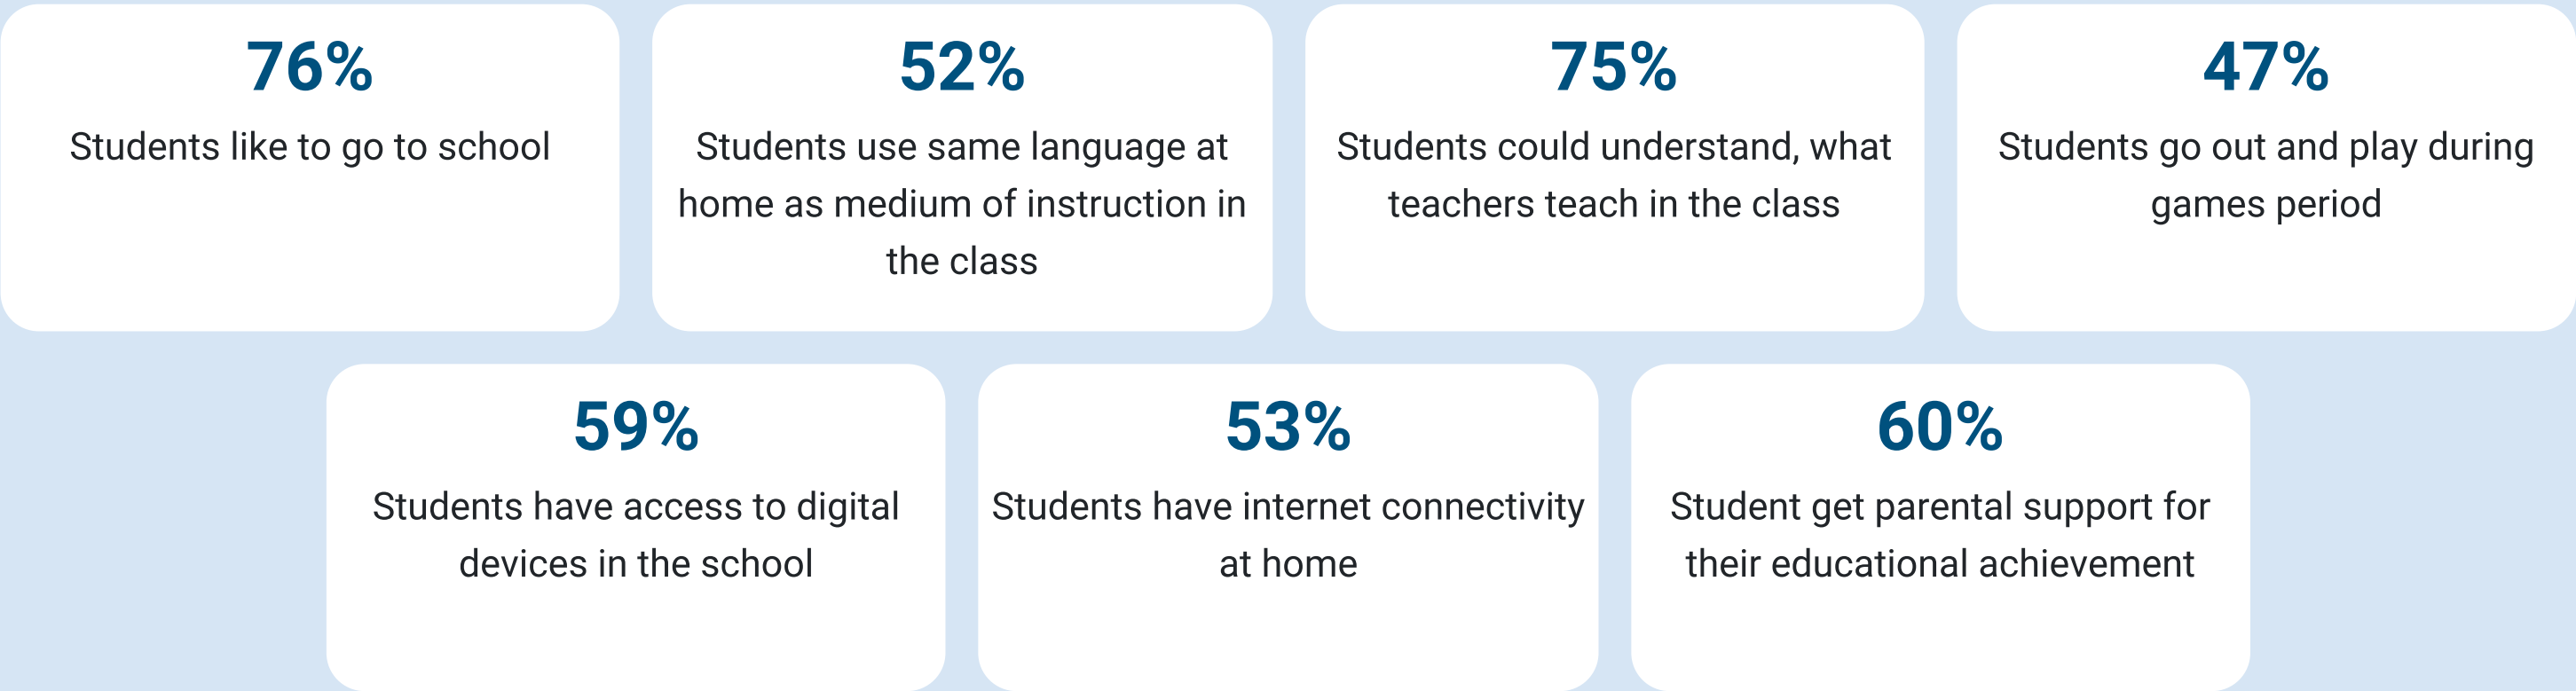 76%
Students like to go to school
52%
Students use same language at
home as medium of instruction in
the class
75%
Students could understand, what
teachers teach in the class
47%
Students go out and play during
games period
59%
Students have access to digital
devices in the school
53%
Students have internet connectivity
at home
60%
Student get parental support for
their educational achievement